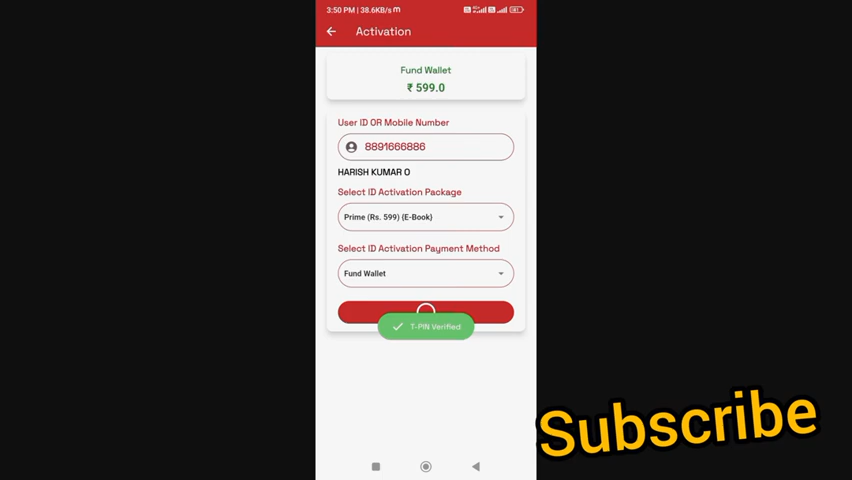 3:50 PM | 38.6KB/s
Activation
Fund Wallet
₹ 599.0
User ID OR Mobile Number
8891666886
HARISH KUMAR O
Select ID Activation Package
Prime (Rs. 599) (E-Book)
Select ID Activation Payment Method
Fund Wallet
T-PIN Verified
Subscribe